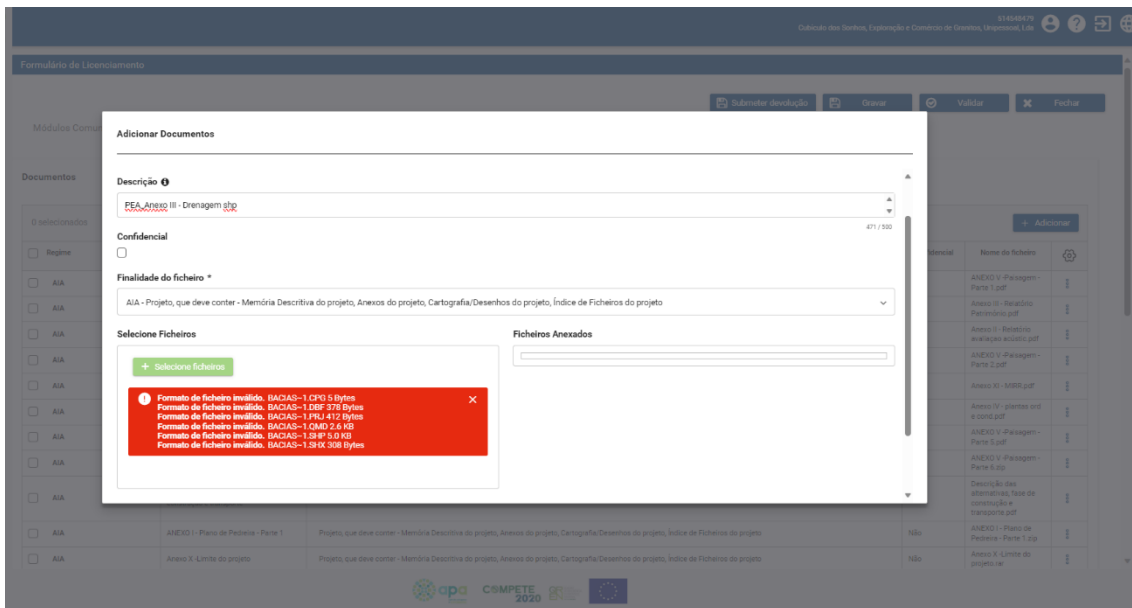 514548479
Cubículo dos Santos, Exploração e Comércio de Granitos, Unipessoal, Lda
Formulário de Licenciamento
Submeter devolução
Gravar
Validar
Fechar
Módulos Comun
Adicionar Documentos
Documentos
Descrição
PEA_Anexo III - Drenagem shp
471 / 500
0 selecionados
+ Adicionar
Confidencial
Regime
Nome do ficheiro
Finalidade do ficheiro *
AIA - Projeto, que deve conter - Memória Descritiva do projeto, Anexos do projeto, Cartografia/Desenhos do projeto, Índice de Ficheiros do projeto
AIA
ANEXO V -Paisagem - Parte 1.pdf
AIA
Anexo III - Relatório Património.pdf
Selecione Ficheiros
Ficheiros Anexados
+ Selecione ficheiros
AIA
Anexo II - Relatório avaliaçao acústic.pdf
AIA
ANEXO V -Paisagem - Parte 2.pdf
Formato de ficheiro inválido. BACIAS~1.CPG 5 Bytes
Formato de ficheiro inválido. BACIAS~1.DBF 378 Bytes
Formato de ficheiro inválido. BACIAS~1.PRJ 412 Bytes
Formato de ficheiro inválido. BACIAS~1.QMD 2.6 KB
Formato de ficheiro inválido. BACIAS~1.SHP 5.0 KB
Formato de ficheiro inválido. BACIAS~1.SHX 308 Bytes
AIA
AIA
AIA
ANEXO V -Paisagem - Parte 5.pdf
AIA
ANEXO V -Paisagem - Parte 6.zip
AIA
Descrição das alternativas, fase de construção e transporte.pdf
AIA
ANEXO I - Plano de Pedreira - Parte 1
Projeto, que deve conter - Memória Descritiva do projeto, Anexos do projeto, Cartografia/Desenhos do projeto, Índice de Ficheiros do projeto
Não
ANEXO I - Plano de Pedreira - Parte 1.zip
AIA
Anexo X -Limite do projeto
Projeto, que deve conter - Memória Descritiva do projeto, Anexos do projeto, Cartografia/Desenhos do projeto, Índice de Ficheiros do projeto
Não
apa
COMPETE 2020